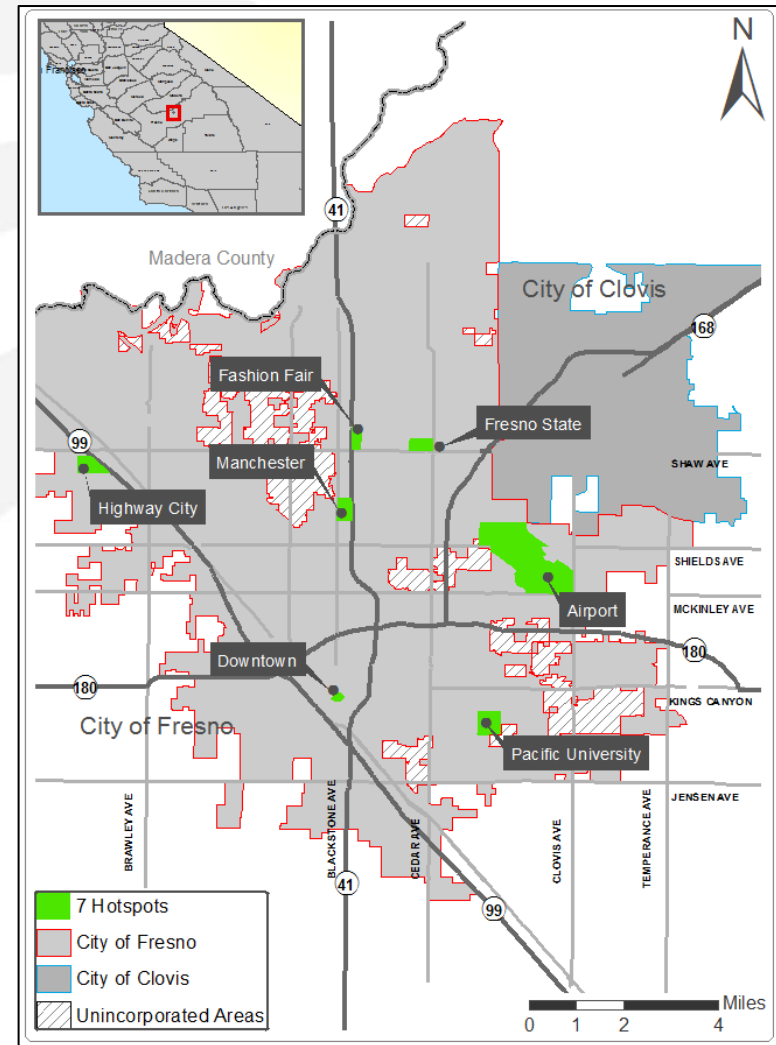 N
41
Madera County
City of Clovis
168
Fashion Fair
Fresno State
99
SHAW AVE
Manchester
Highway City
SHIELDS AVE
Airport
MCKINLEY AVE
Downtown
180
180
KINGS CANYON
City of Fresno
Pacific University
JENSEN AVE
BRAWLEY AVE
BLACKSTONE AVE
CEDAR AVE
CLOVIS AVE
TEMPERANCE AVE
41
99
7 Hotspots
City of Fresno
City of Clovis
Unincorporated Areas
Miles
0 1 2 4